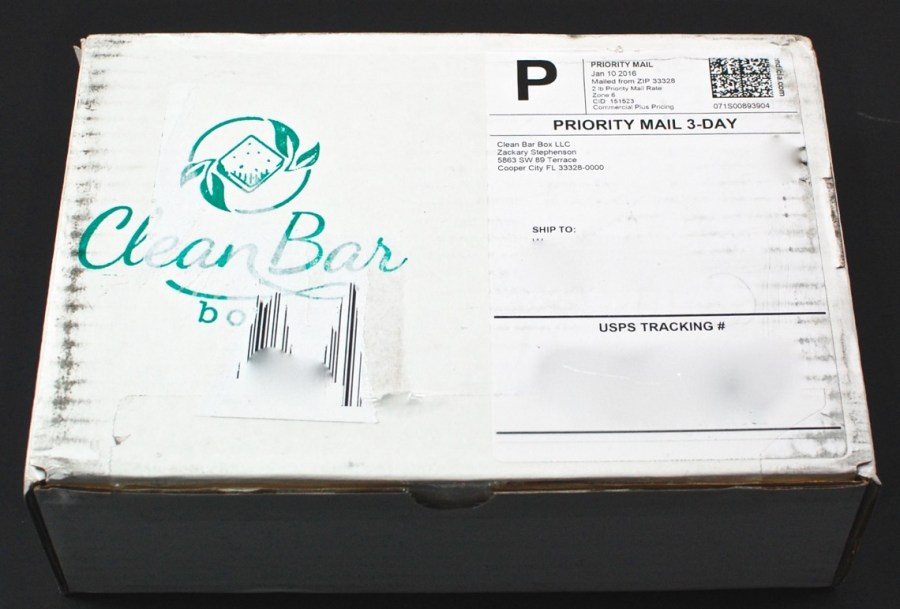 Clean Bar
bo
P
PRIORITY MAIL
Jan 10 2016
Mailed from ZIP 33328
2 lb Priority Mail Rate
Zone 6
CID 151523
Commercial Plus Pricing
071S00893904
PRIORITY MAIL 3-DAY
Clean Bar Box LLC
Zackary Stephenson
5863 SW 89 Terrace
Cooper City FL 33328-0000
SHIP TO:
USPS TRACKING #